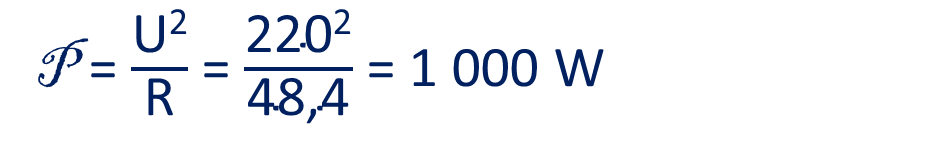 𝒫 = U²/R = 220²/48,4 = 1 000 W